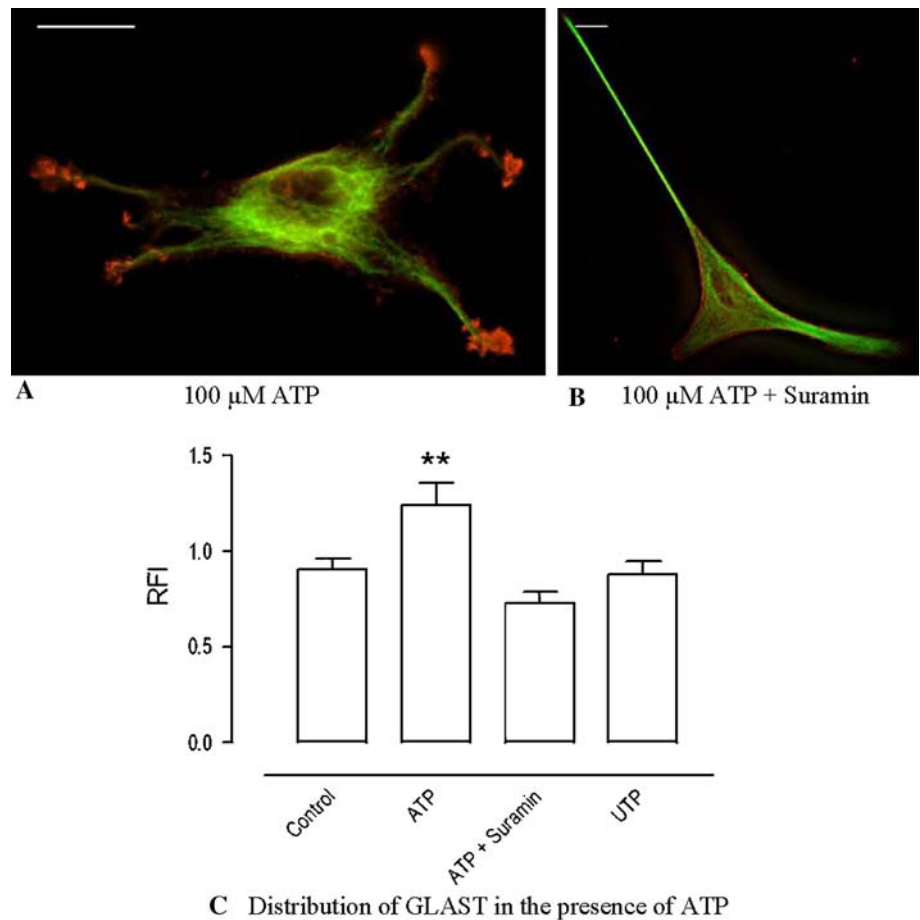 A 100 μM ATP
B 100 μM ATP + Suramin
1.5
1.0
0.5
0.0
RFI
**
Control
ATP
ATP + Suramin
UTP
C Distribution of GLAST in the presence of ATP